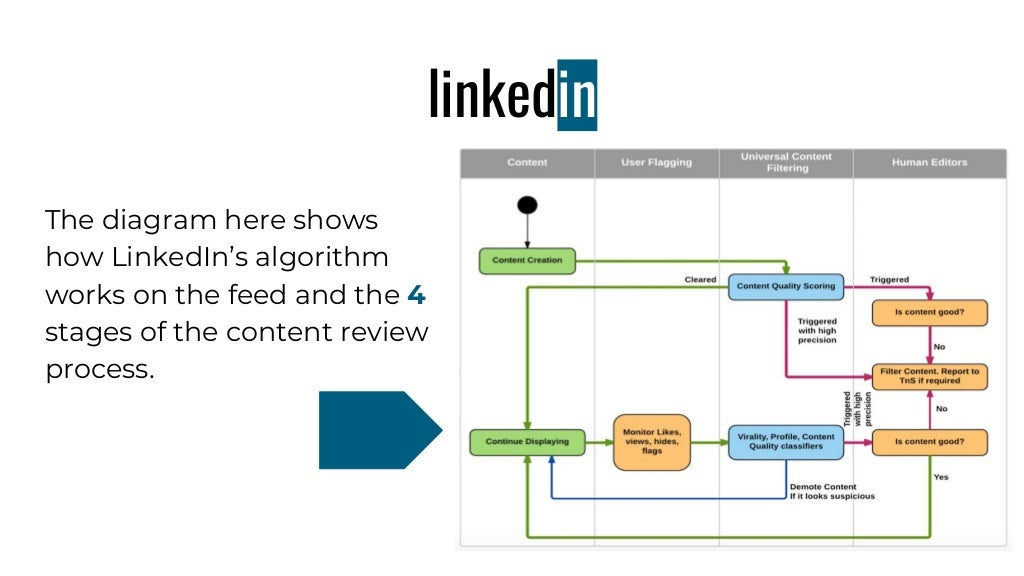 linkedin
The diagram here shows
how LinkedIn’s algorithm
works on the feed and the 4
stages of the content review
process.
Content
User Flagging
Universal Content
Filtering
Human Editors
Content Creation
Cleared
Content Quality Scoring
Triggered
Is content good?
Triggered
with high
precision
No
Filter Content. Report to
TnS if required
Triggered
with high
precision
No
Continue Displaying
Monitor Likes,
views, hides,
flags
Virality, Profile, Content
Quality classifiers
Is content good?
Yes
Demote Content
If it looks suspicious